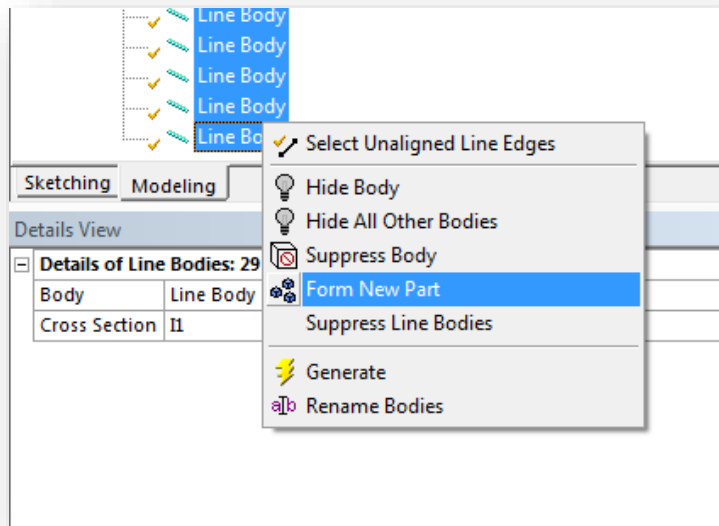 Line Body
Line Body
Line Body
Line Body
Line Bo
Select Unaligned Line Edges
Sketching Modeling
Hide Body
Details View
Hide All Other Bodies
Details of Line Bodies: 29
Suppress Body
Body Line Body
Form New Part
Cross Section I1
Suppress Line Bodies
Generate
Rename Bodies